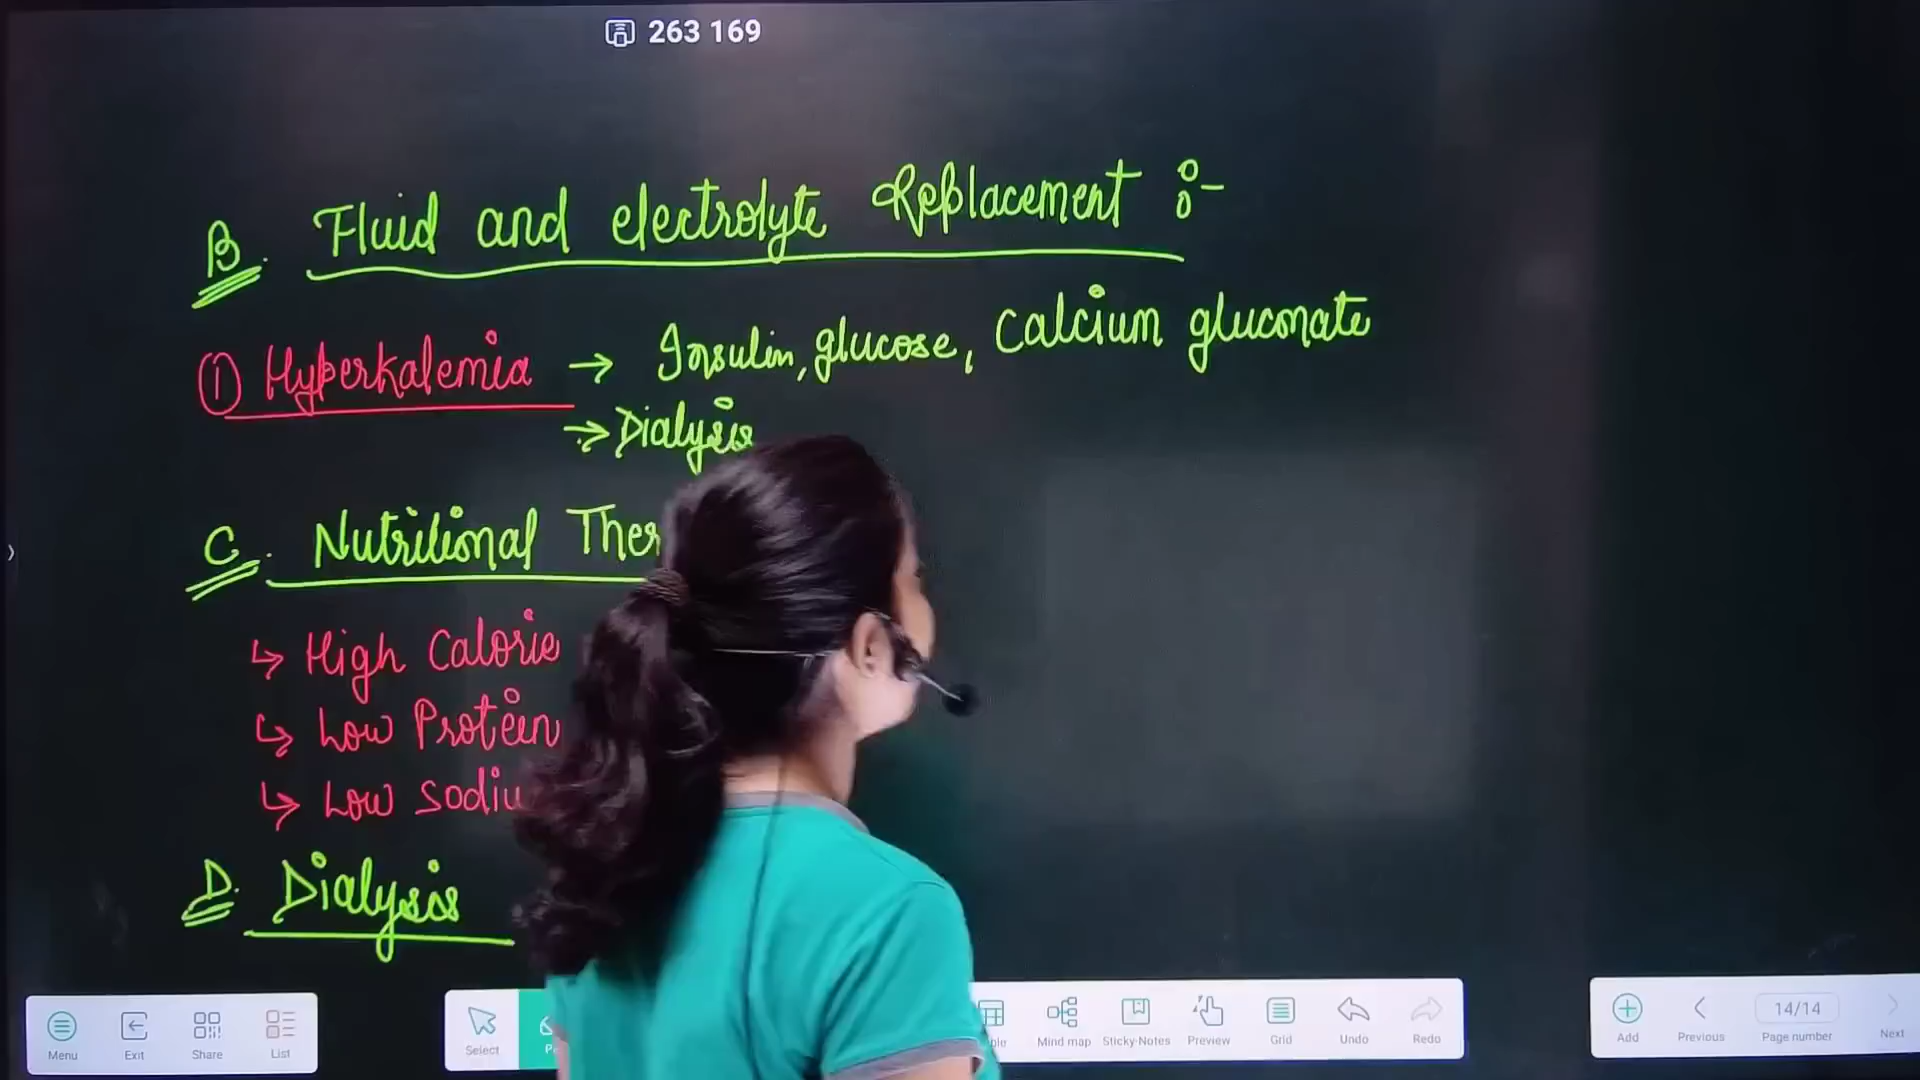 263 169
B. Fluid and electrolyte Replacement :-
① Hyperkalemia → Insulin, glucose, Calcium gluconate
→ Dialysis
C. Nutritional
↳ High Calorie
↳ Low Protein
↳ Low
D. Dialysis
Menu Exit Share List Select Mind map Sticky-Notes Preview Grid Undo Redo Add Previous 14/14 Page number Next